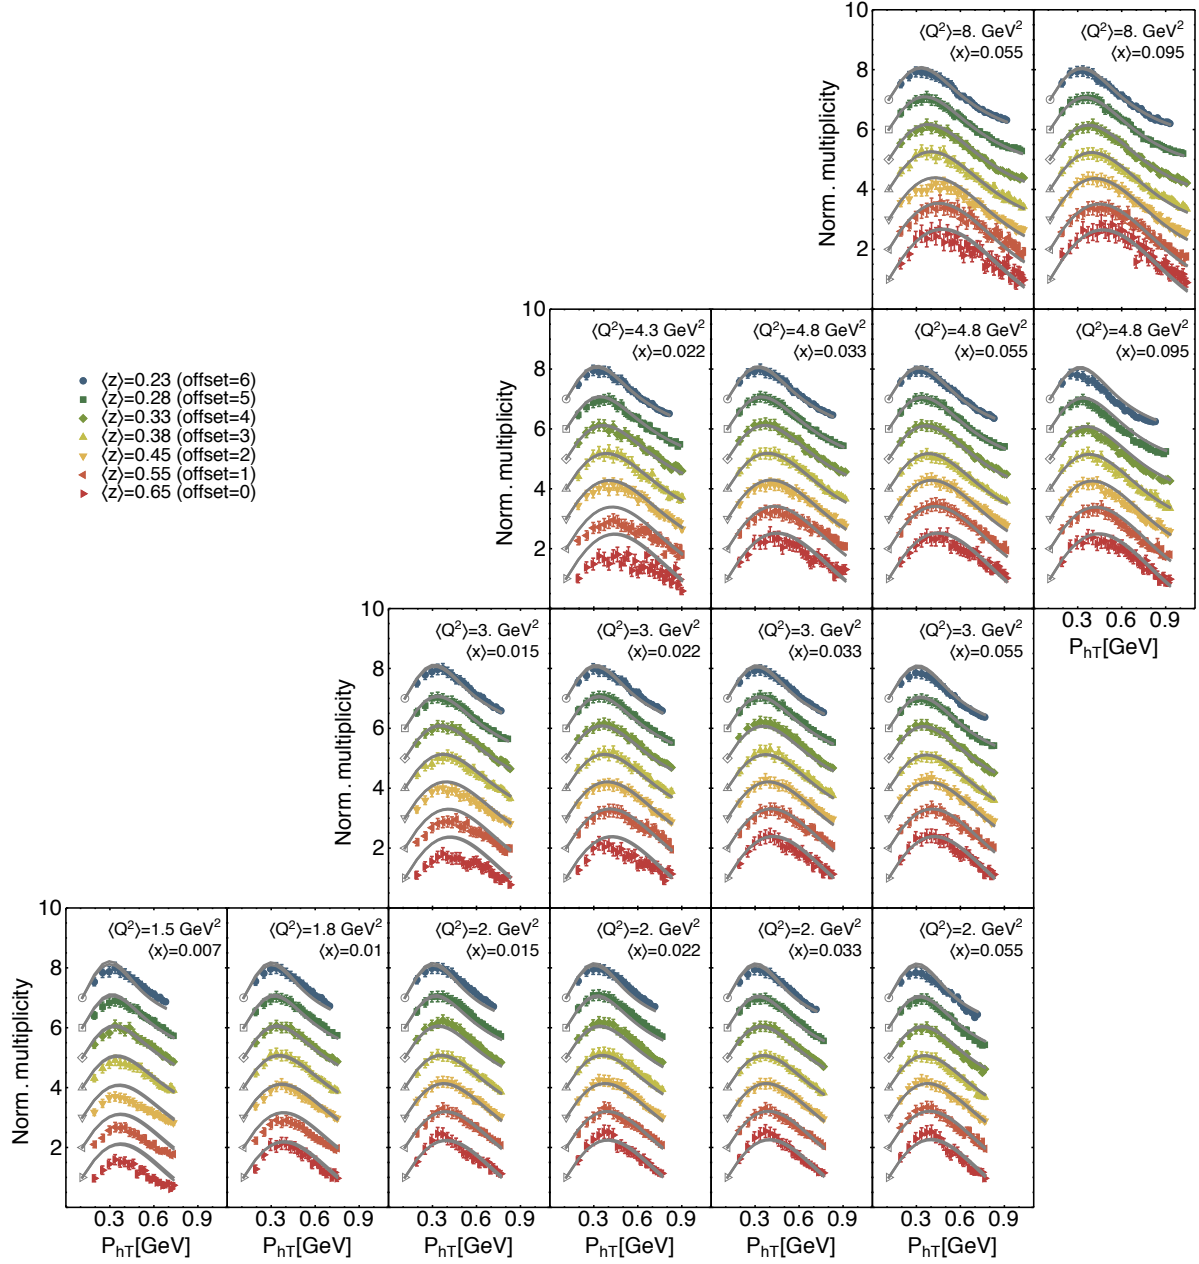 10
8
6
4
2
Norm. multiplicity
⟨Q²⟩=8. GeV²
⟨x⟩=0.055
⟨Q²⟩=8. GeV²
⟨x⟩=0.095
10
8
6
4
2
Norm. multiplicity
⟨Q²⟩=4.3 GeV²
⟨x⟩=0.022
⟨Q²⟩=4.8 GeV²
⟨x⟩=0.033
⟨Q²⟩=4.8 GeV²
⟨x⟩=0.055
⟨Q²⟩=4.8 GeV²
⟨x⟩=0.095
0.3 0.6 0.9
P_hT[GeV]
⟨z⟩=0.23 (offset=6)
⟨z⟩=0.28 (offset=5)
⟨z⟩=0.33 (offset=4)
⟨z⟩=0.38 (offset=3)
⟨z⟩=0.45 (offset=2)
⟨z⟩=0.55 (offset=1)
⟨z⟩=0.65 (offset=0)
10
8
6
4
2
Norm. multiplicity
⟨Q²⟩=3. GeV²
⟨x⟩=0.015
⟨Q²⟩=3. GeV²
⟨x⟩=0.022
⟨Q²⟩=3. GeV²
⟨x⟩=0.033
⟨Q²⟩=3. GeV²
⟨x⟩=0.055
10
8
6
4
2
Norm. multiplicity
⟨Q²⟩=1.5 GeV²
⟨x⟩=0.007
⟨Q²⟩=1.8 GeV²
⟨x⟩=0.01
⟨Q²⟩=2. GeV²
⟨x⟩=0.015
⟨Q²⟩=2. GeV²
⟨x⟩=0.022
⟨Q²⟩=2. GeV²
⟨x⟩=0.033
⟨Q²⟩=2. GeV²
⟨x⟩=0.055
0.3 0.6 0.9
P_hT[GeV]
0.3 0.6 0.9
P_hT[GeV]
0.3 0.6 0.9
P_hT[GeV]
0.3 0.6 0.9
P_hT[GeV]
0.3 0.6 0.9
P_hT[GeV]
0.3 0.6 0.9
P_hT[GeV]